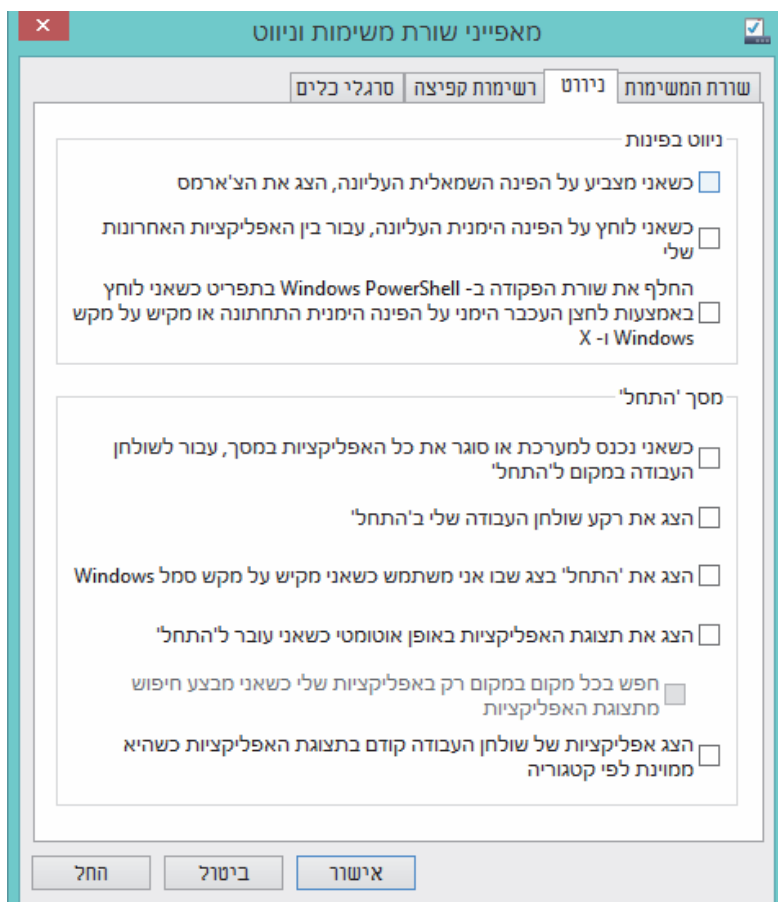 מאפייני שורת משימות וניווט
שורת המשימות
ניווט
רשימות קפיצה
סרגלי כלים
ניווט בפינות
כשאני מצביע על הפינה השמאלית העליונה, הצג את הצ'ארמס
כשאני לוחץ על הפינה הימנית העליונה, עבור בין האפליקציות האחרונות
שלי
החלף את שורת הפקודה ב- Windows PowerShell בתפריט כשאני לוחץ
באמצעות לחצן העכבר הימני על הפינה הימנית התחתונה או מקיש על מקש
Windows ו- X
מסך 'התחל'
כשאני נכנס למערכת או סוגר את כל האפליקציות במסך, עבור לשולחן
העבודה במקום ל'התחל'
הצג את רקע שולחן העבודה שלי ב'התחל'
הצג את 'התחל' בצג שבו אני משתמש כשאני מקיש על מקש סמל Windows
הצג את תצוגת האפליקציות באופן אוטומטי כשאני עובר ל'התחל'
חפש בכל מקום במקום רק באפליקציות שלי כשאני מבצע חיפוש
מתצוגת האפליקציות
הצג אפליקציות של שולחן העבודה קודם בתצוגת האפליקציות כשהיא
ממוינת לפי קטגוריה
אישור
ביטול
החל